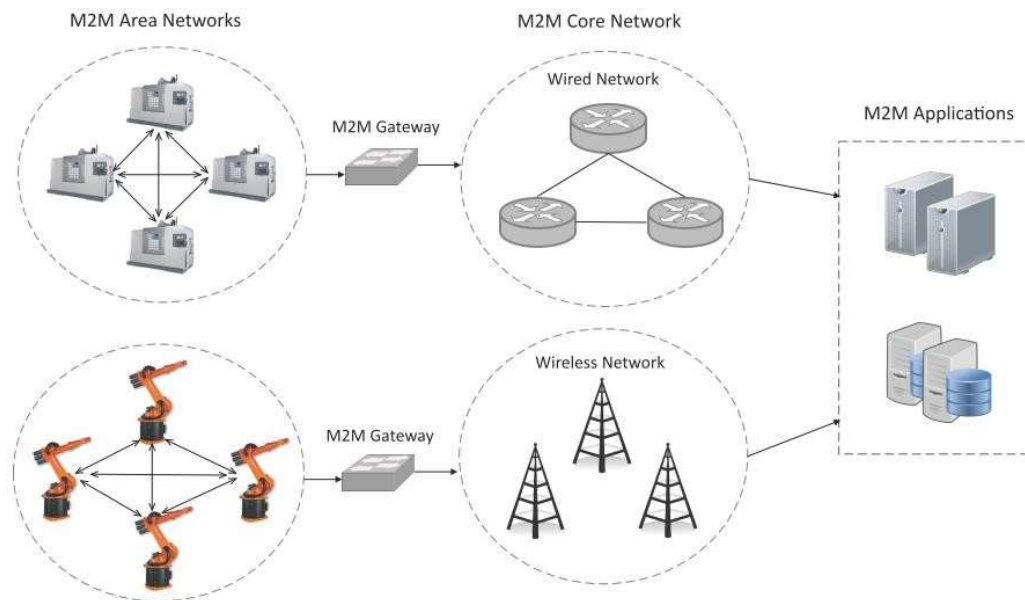 M2M Area Networks
M2M Core Network
Wired Network
M2M Gateway
M2M Applications
Wireless Network
M2M Gateway